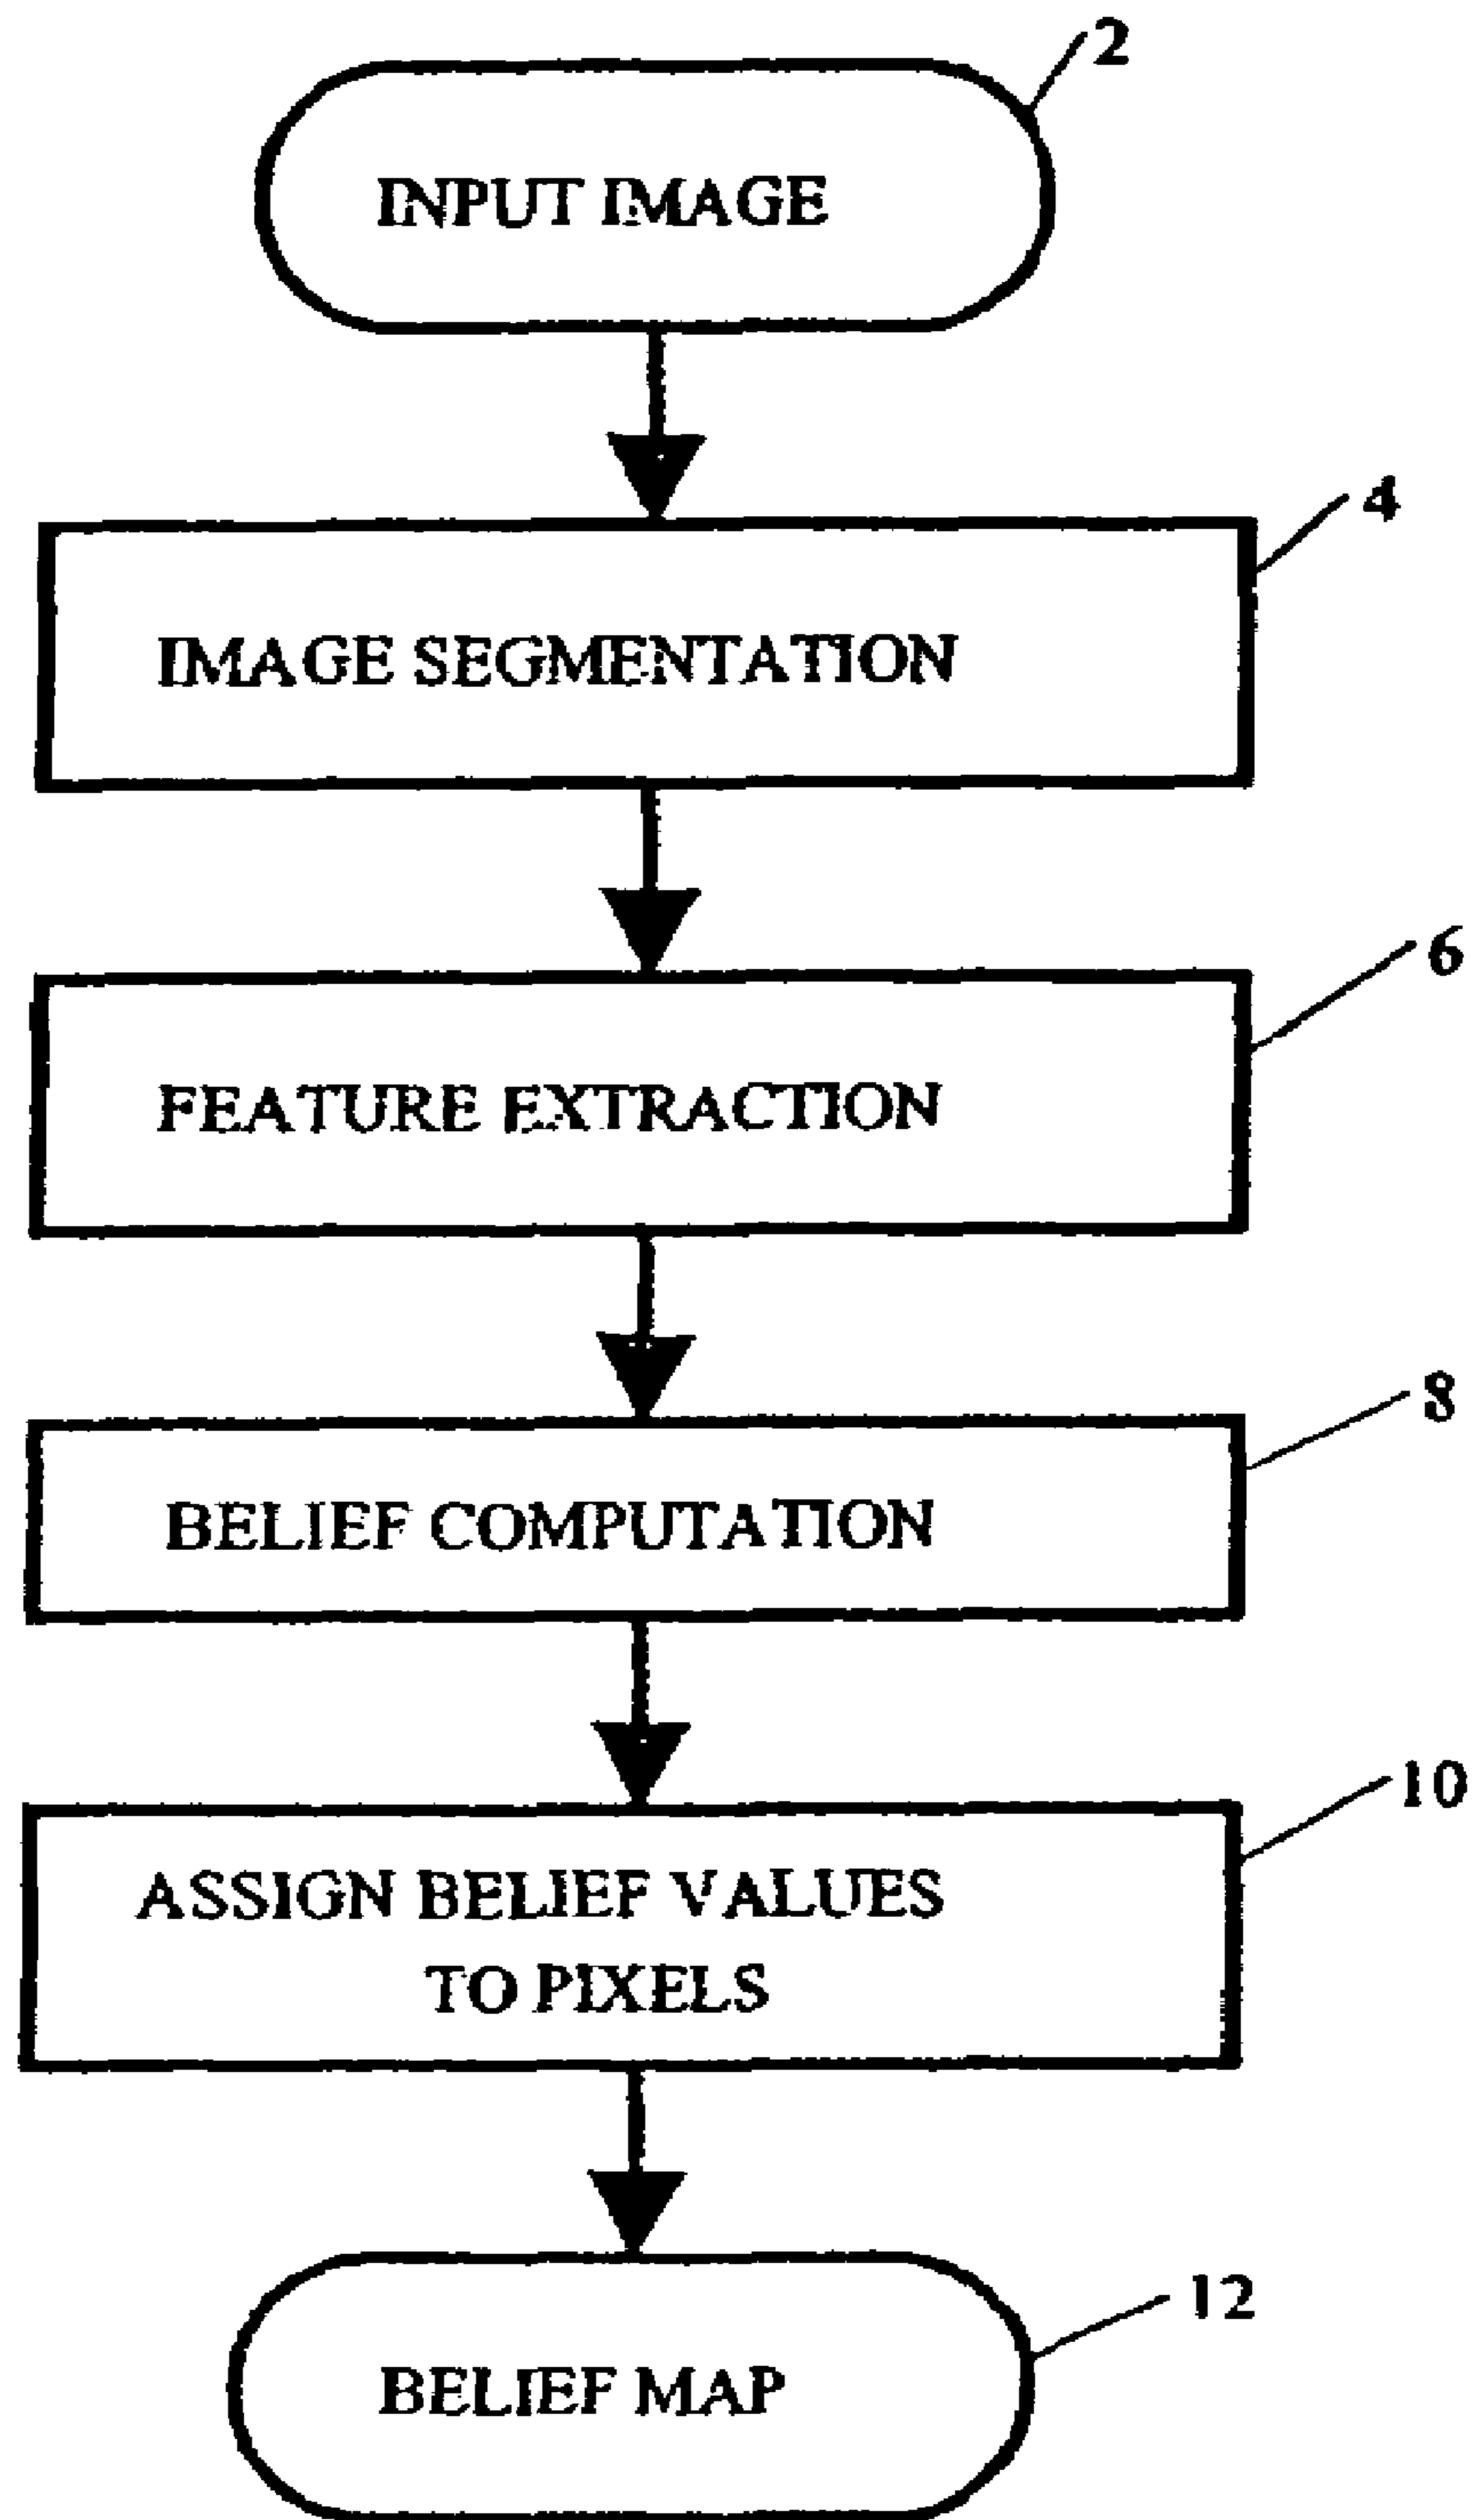 2
INPUT IMAGE
4
IMAGE SEGMENTATION
6
FEATURE EXTRACTION
8
BELIEF COMPUTATION
10
ASSIGN BELIEF VALUES
TO PIXELS
12
BELIEF MAP